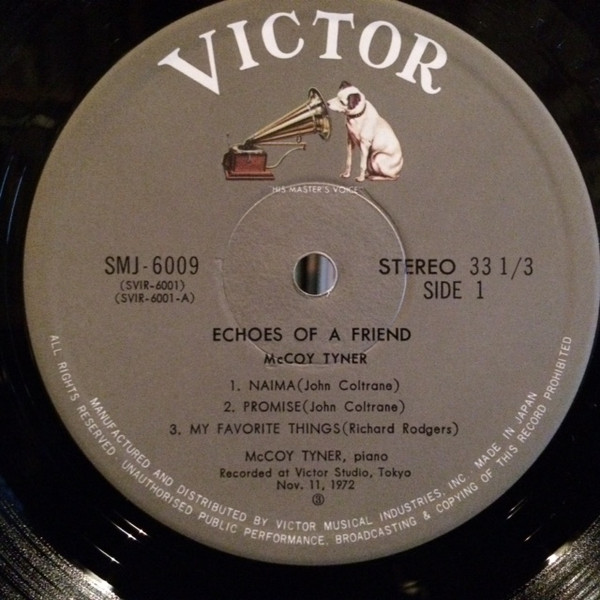 VICTOR
HIS MASTER'S VOICE
SMJ-6009
(SVIR-6001)
(SVIR-6001-A)
STEREO 33 1/3
SIDE 1
ECHOES OF A FRIEND
McCOY TYNER
1. NAIMA(John Coltrane)
2. PROMISE(John Coltrane)
3. MY FAVORITE THINGS(Richard Rodgers)
McCOY TYNER, piano
Recorded at Victor Studio, Tokyo
Nov. 11, 1972
MANUFACTURED AND DISTRIBUTED BY VICTOR MUSICAL INDUSTRIES, INC. MADE IN JAPAN
ALL RIGHTS RESERVED. UNAUTHORISED PUBLIC PERFORMANCE, BROADCASTING & COPYING OF THIS RECORD PROHIBITED